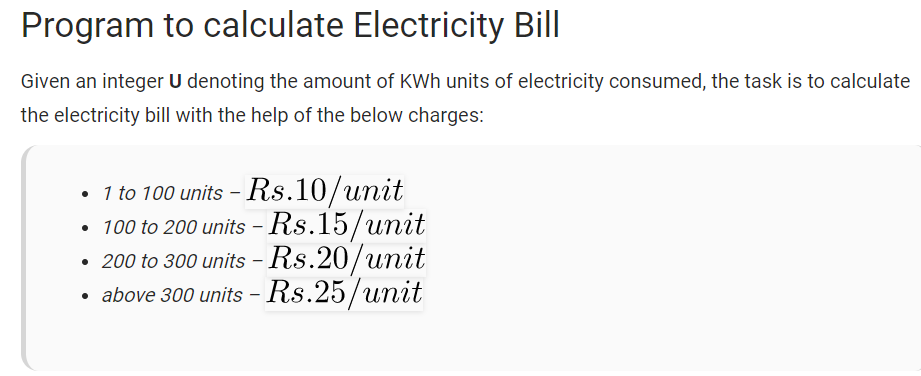 Program to calculate Electricity Bill
Given an integer U denoting the amount of KWh units of electricity consumed, the task is to calculate
the electricity bill with the help of the below charges:
• 1 to 100 units – Rs.10/unit
• 100 to 200 units – Rs.15/unit
• 200 to 300 units – Rs.20/unit
• above 300 units – Rs.25/unit